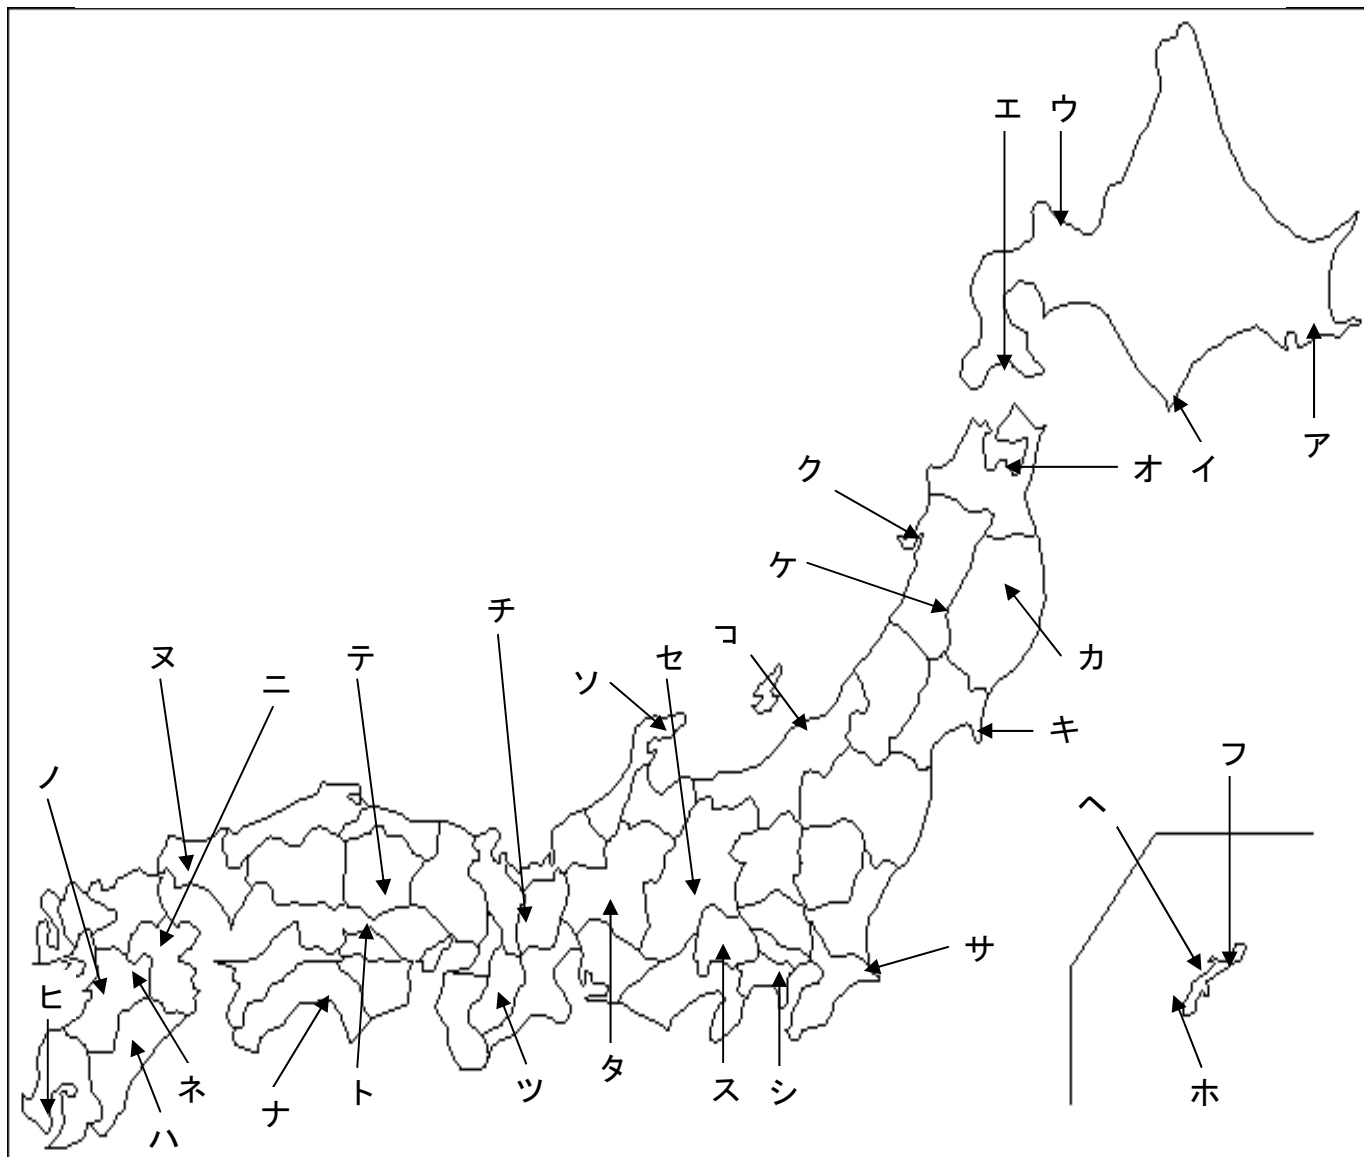 エ ウ
ア
イ
オ
ク
ケ
カ
チ
コ
セ
ソ
テ
ヌ
ニ
キ
フ
ヘ
ノ
サ
ヒ
タ
ツ
ス
シ
ト
ナ
ネ
ハ
ホ